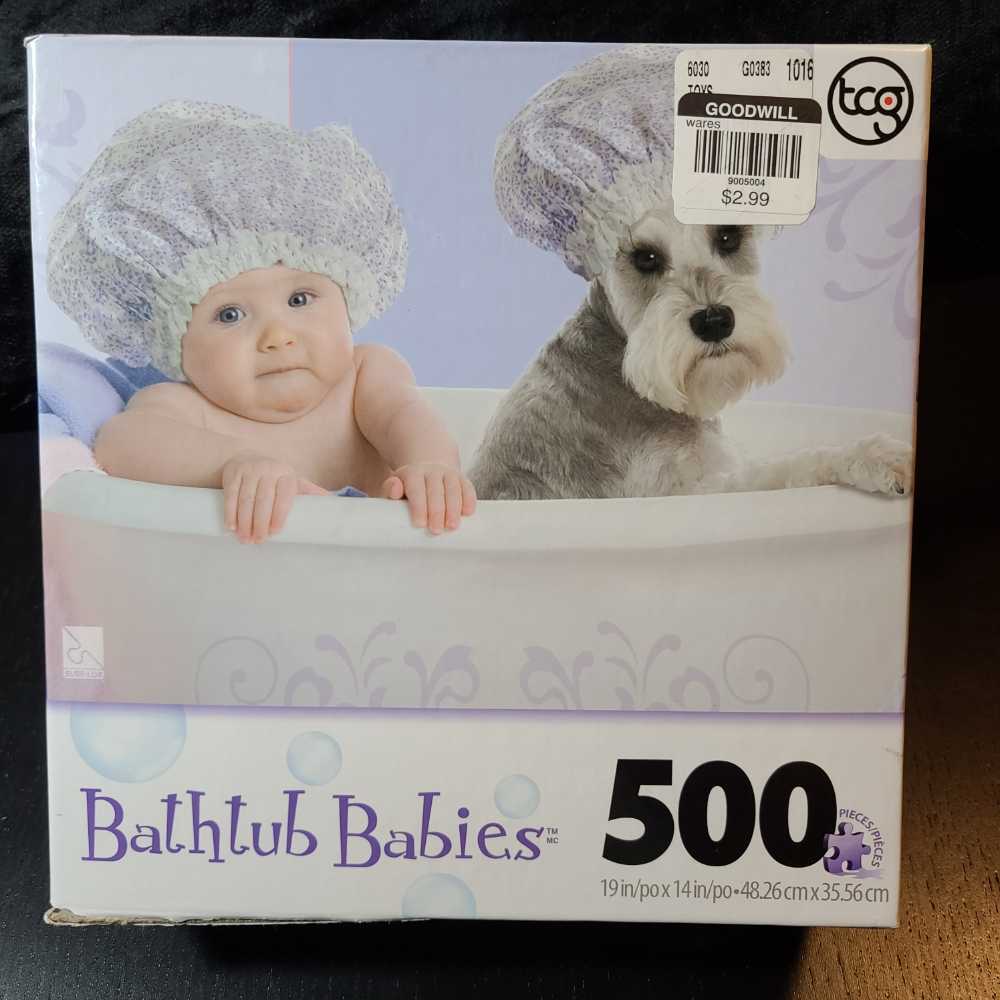 6030 G0383 1016
TOYS
GOODWILL
wares
9005004
$2.99
tcg
Bathtub Babies™ MC
500
PIECES/PIÈCES
19 in/po x 14 in/po • 48.26 cm x 35.56 cm